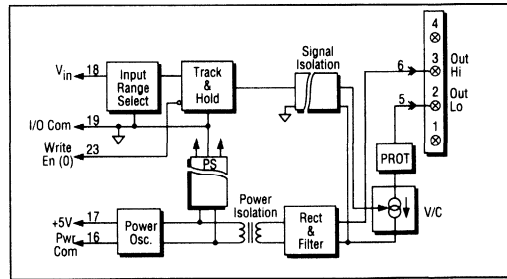 4
Signal
Isolation
3
6
Out
Hi
Vin
18
Input
Range
Select
Track
&
Hold
2
5
Out
Lo
I/O Com
19
1
Write
En (0)
23
PS
PROT
Power
Isolation
V/C
+5V
17
Power
Osc.
Rect
&
Filter
Pwr
Com
16